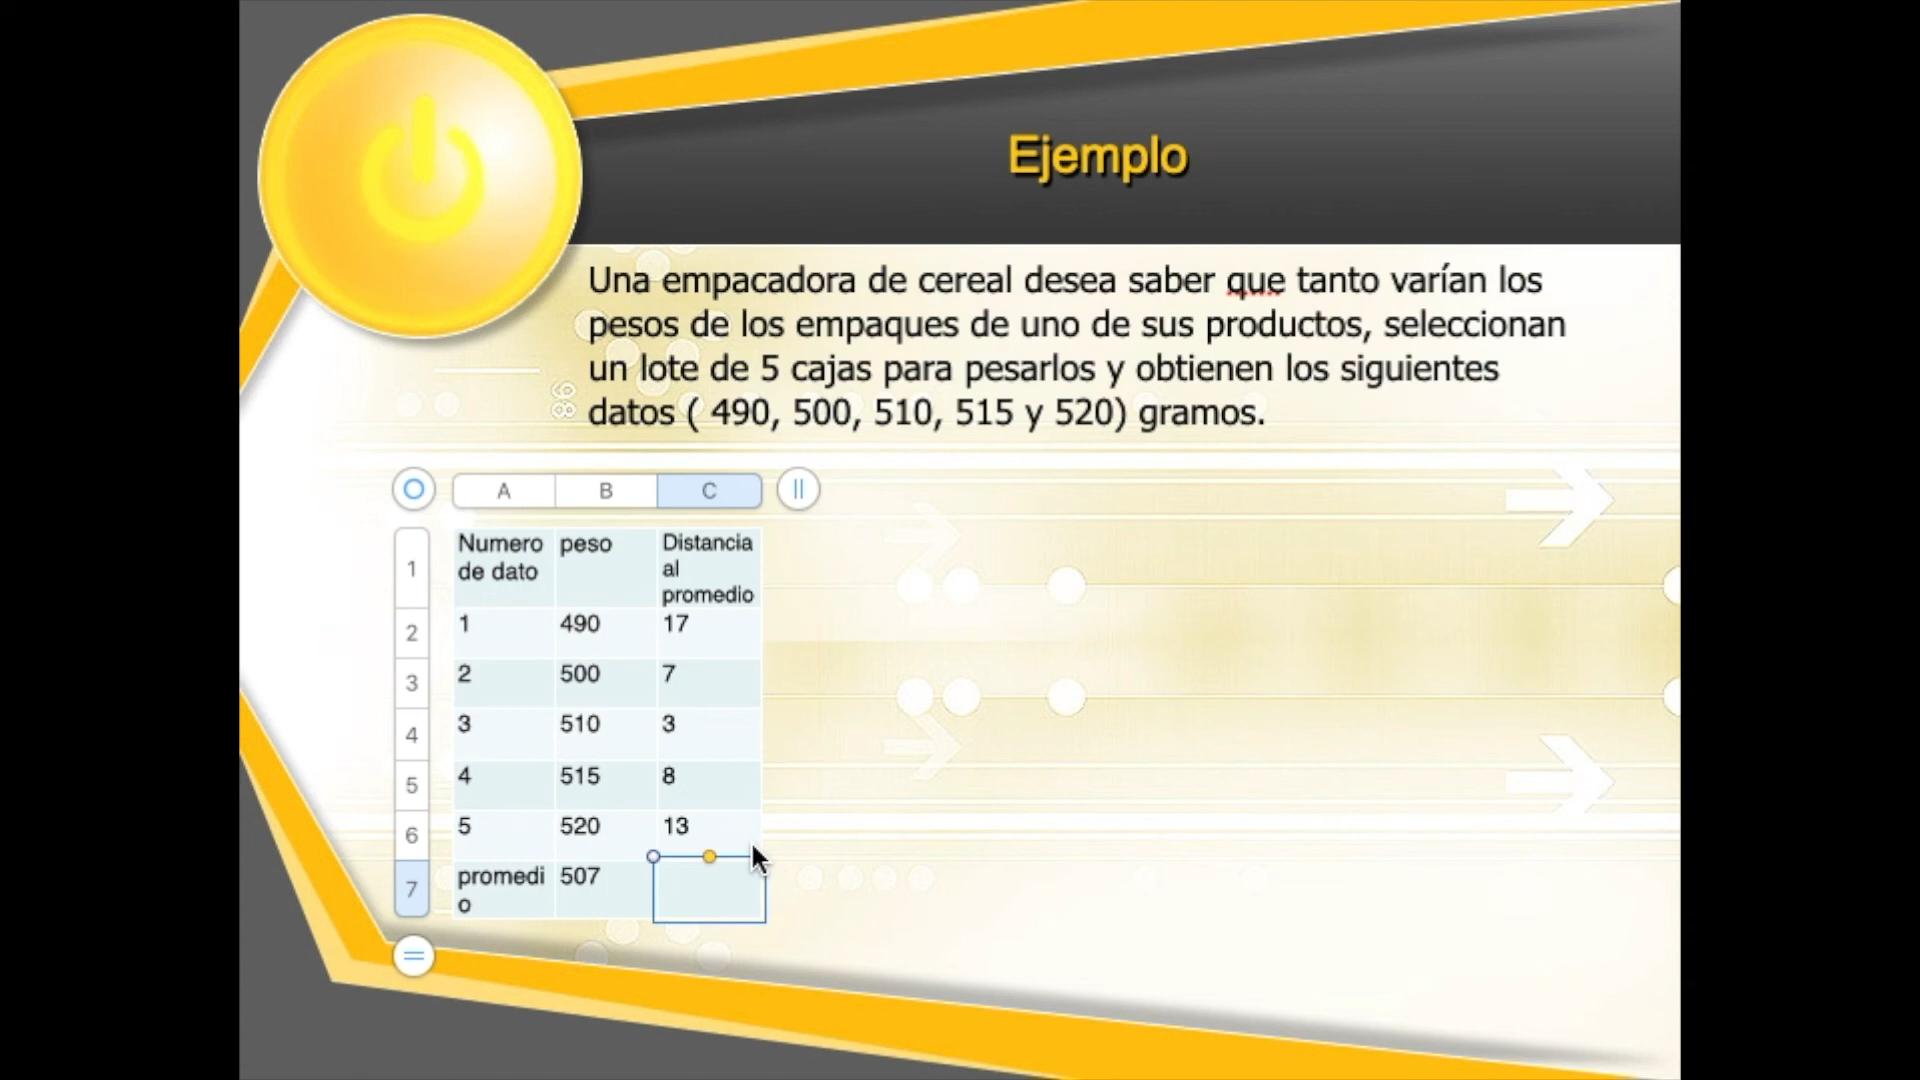 Ejemplo
Una empacadora de cereal desea saber que tanto varían los
pesos de los empaques de uno de sus productos, seleccionan
un lote de 5 cajas para pesarlos y obtienen los siguientes
datos ( 490, 500, 510, 515 y 520) gramos.
A B C
1 Numero de dato peso Distancia al promedio
2 1 490 17
3 2 500 7
4 3 510 3
5 4 515 8
6 5 520 13
7 promedio 507